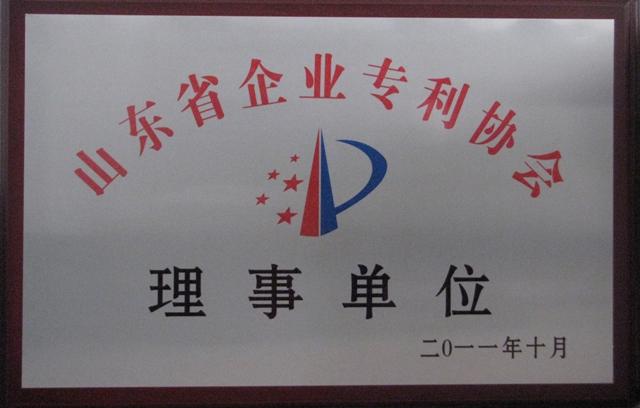 山东省企业专利协会
理事单位
二0一一年十月